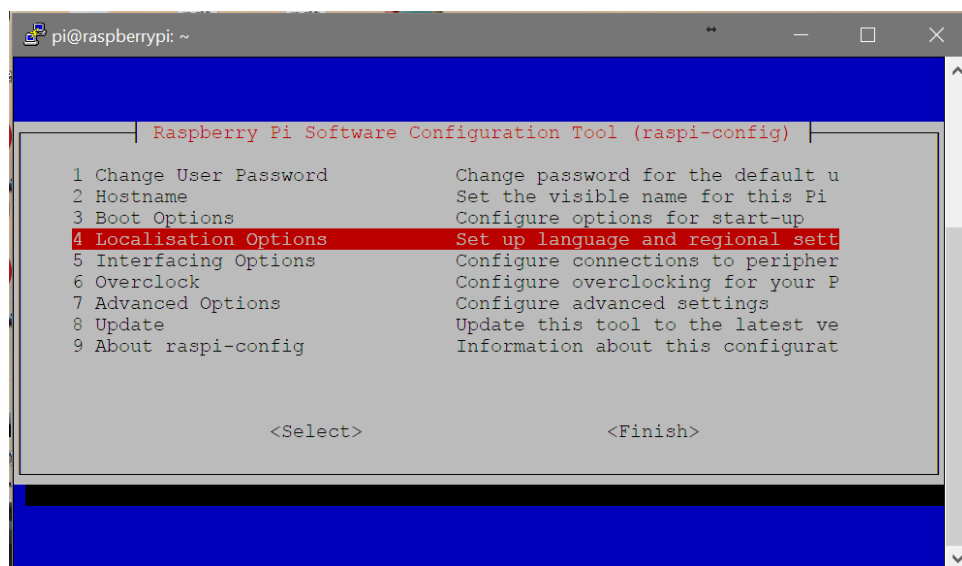 pi@raspberrypi: ~
Raspberry Pi Software Configuration Tool (raspi-config)
1 Change User Password Change password for the default u
2 Hostname Set the visible name for this Pi
3 Boot Options Configure options for start-up
4 Localisation Options Set up language and regional sett
5 Interfacing Options Configure connections to peripher
6 Overclock Configure overclocking for your P
7 Advanced Options Configure advanced settings
8 Update Update this tool to the latest ve
9 About raspi-config Information about this configurat
<Select> <Finish>